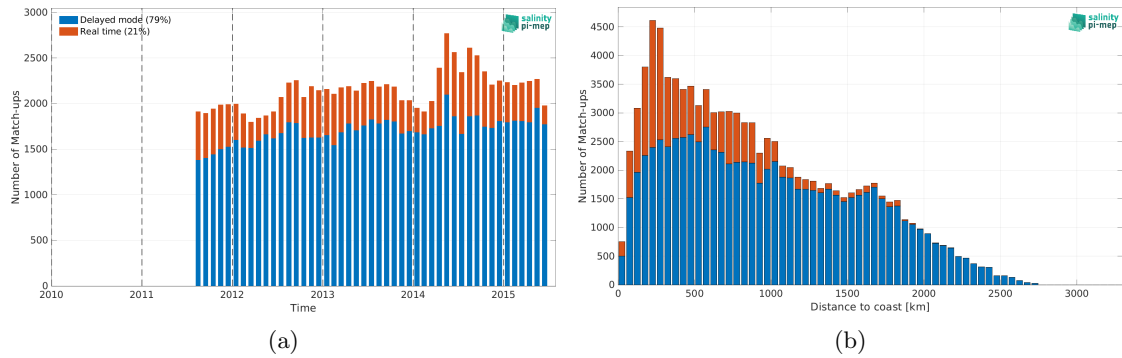 Delayed mode (79%)
Real time (21%)
salinity
pi-mep
Number of Match-ups
3000
2500
2000
1500
1000
500
0
2010
2011
2012
2013
2014
2015
Time
(a)
salinity
pi-mep
Number of Match-ups
4500
4000
3500
3000
2500
2000
1500
1000
500
0
0
500
1000
1500
2000
2500
3000
Distance to coast [km]
(b)